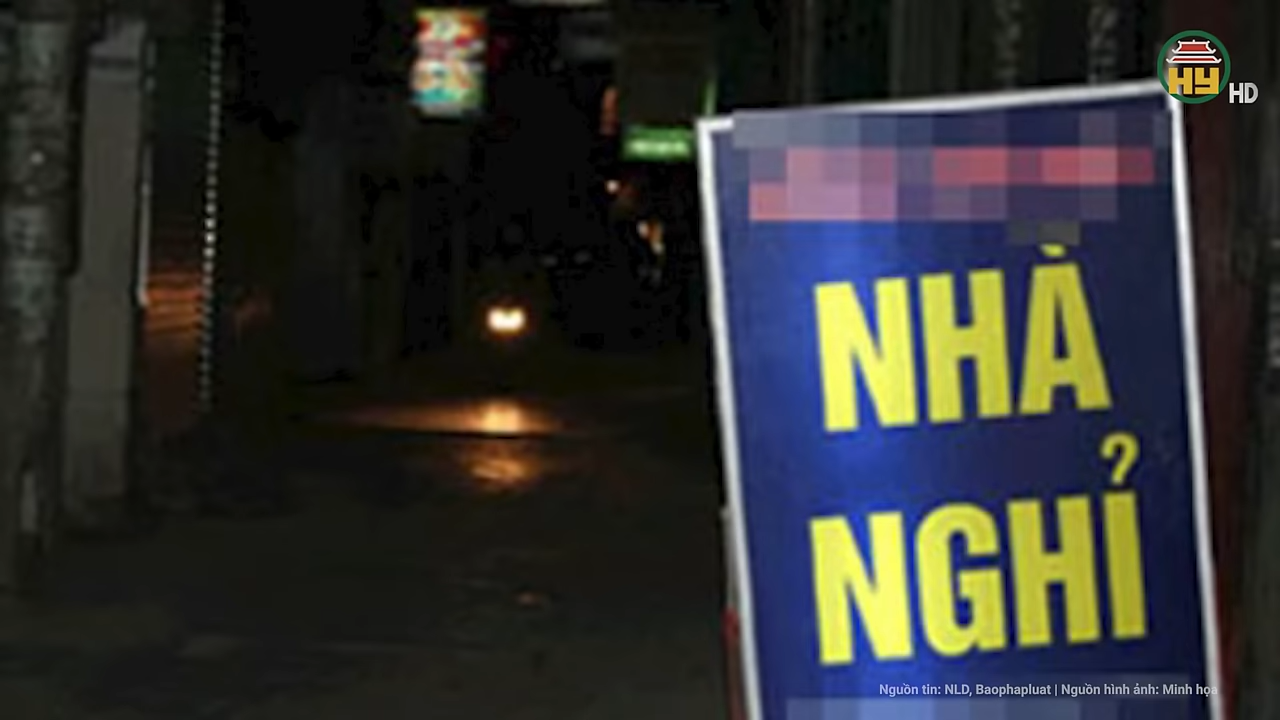 HY
HD
NHÀ
NGHỈ
Nguồn tin: NLD, Baophapluat | Nguồn hình ảnh: Minh họa